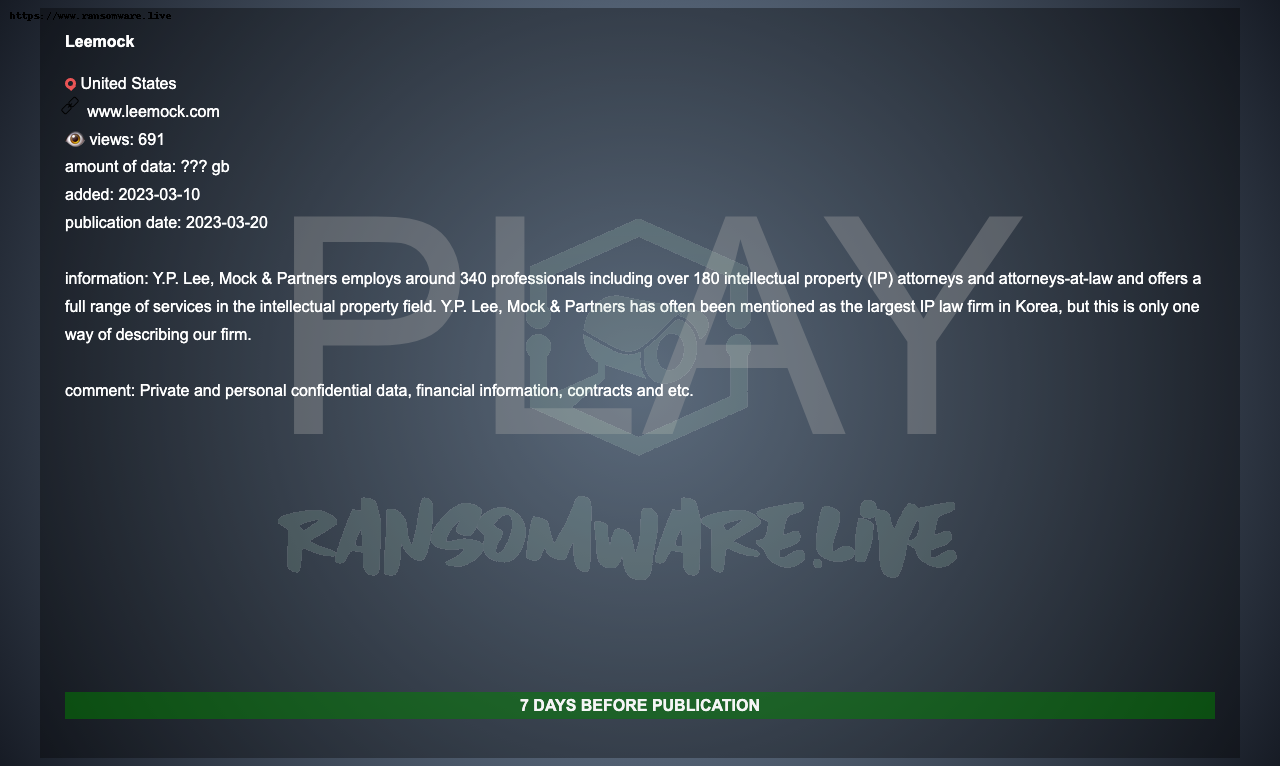 https://www.ransomware.live
Leemock
United States
www.leemock.com
views: 691
amount of data: ??? gb
added: 2023-03-10
publication date: 2023-03-20
PLAY
information: Y.P. Lee, Mock & Partners employs around 340 professionals including over 180 intellectual property (IP) attorneys and attorneys-at-law and offers a
full range of services in the intellectual property field. Y.P. Lee, Mock & Partners has often been mentioned as the largest IP law firm in Korea, but this is only one
way of describing our firm.
comment: Private and personal confidential data, financial information, contracts and etc.
RANSOMWARE.LIVE
7 DAYS BEFORE PUBLICATION